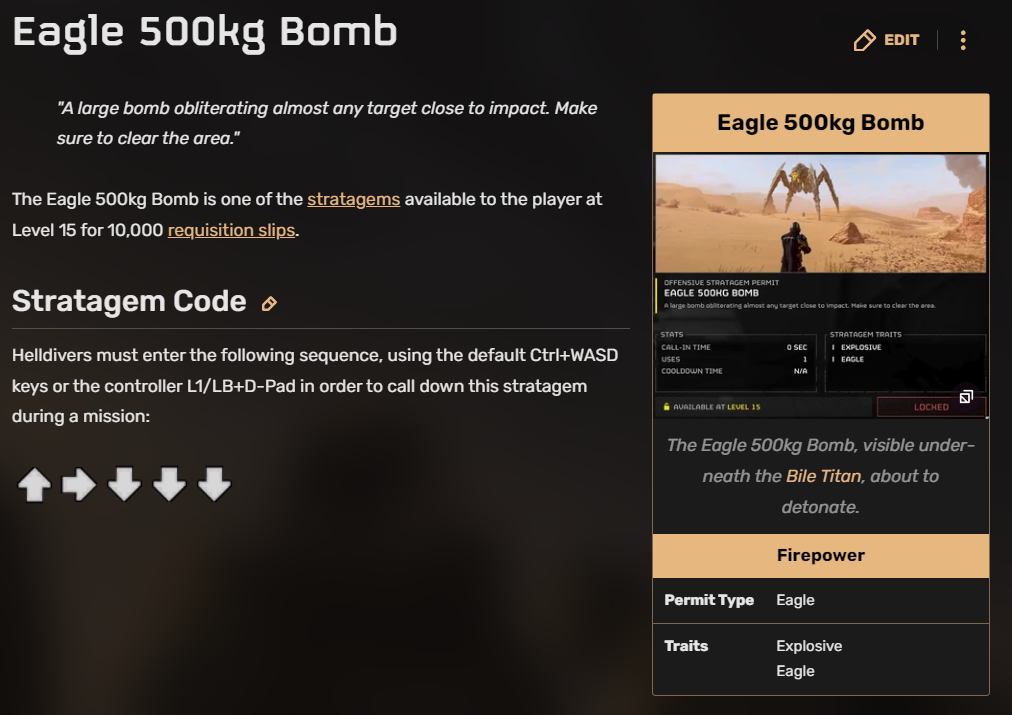 Eagle 500kg Bomb
EDIT
"A large bomb obliterating almost any target close to impact. Make
sure to clear the area."
The Eagle 500kg Bomb is one of the stratagems available to the player at
Level 15 for 10,000 requisition slips.
Stratagem Code
Helldivers must enter the following sequence, using the default Ctrl+WASD
keys or the controller L1/LB+D-Pad in order to call down this stratagem
during a mission:
Eagle 500kg Bomb
OFFENSIVE STRATAGEM PERMIT
EAGLE 500KG BOMB
A large bomb obliterating almost any target close to impact. Make sure to clear the area.
STATS
CALL-IN TIME 0 SEC
USES 1
COOLDOWN TIME N/A
STRATAGEM TRAITS
EXPLOSIVE
EAGLE
AVAILABLE AT LEVEL 15
LOCKED
The Eagle 500kg Bomb, visible under-
neath the Bile Titan, about to
detonate.
Firepower
Permit Type Eagle
Traits Explosive
Eagle